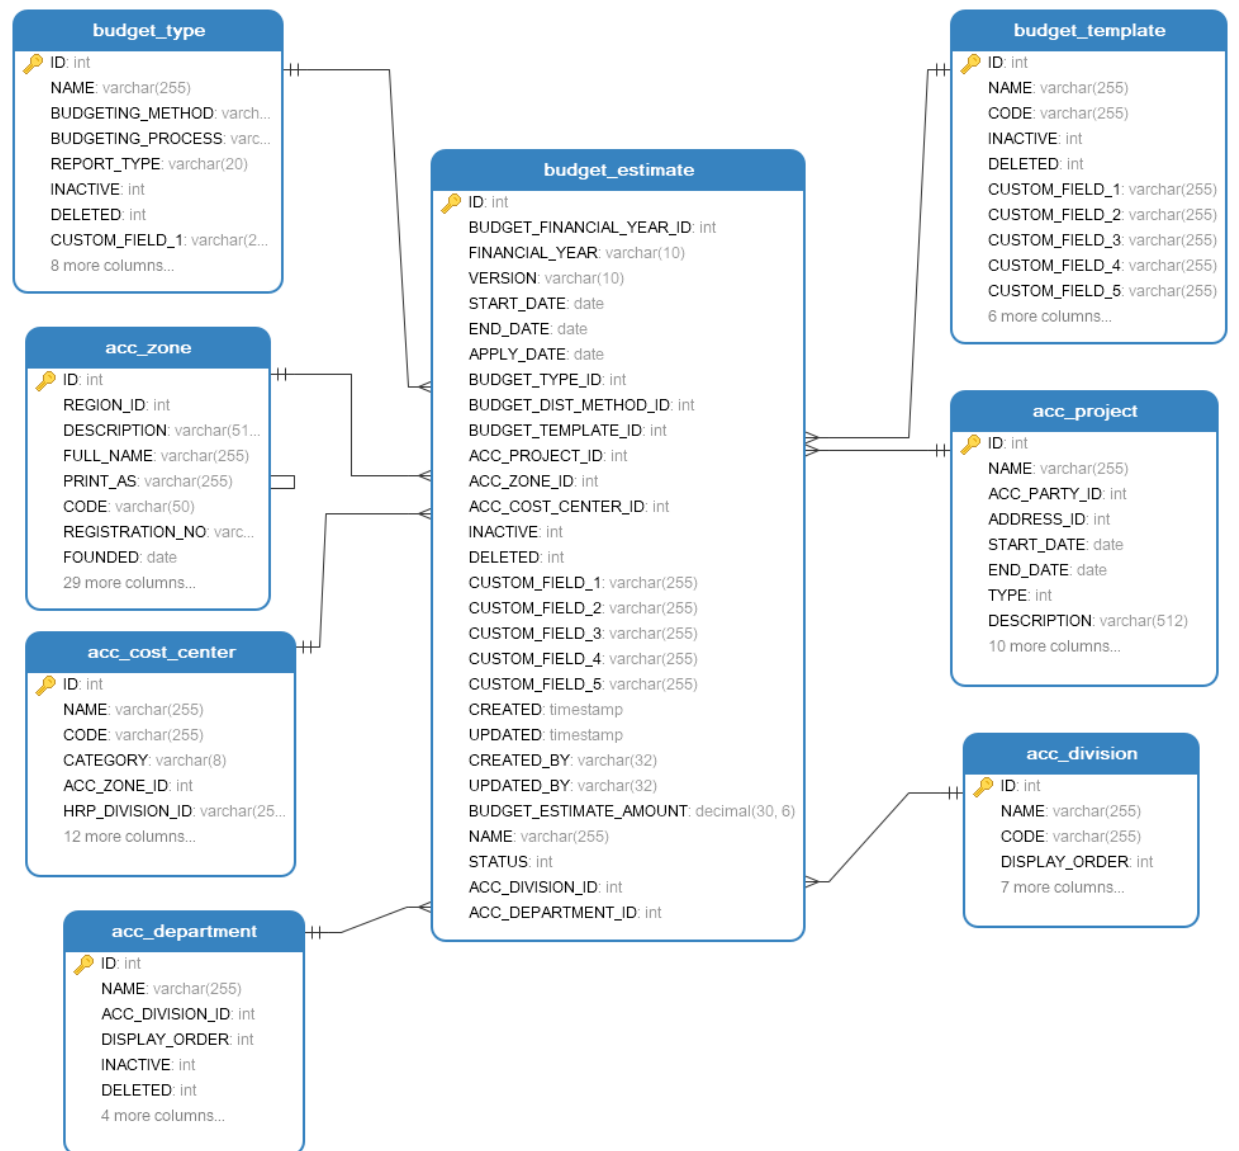 budget_type
ID: int
NAME: varchar(255)
BUDGETING_METHOD: varch...
BUDGETING_PROCESS: varc...
REPORT_TYPE: varchar(20)
INACTIVE: int
DELETED: int
CUSTOM_FIELD_1: varchar(2...
8 more columns...
acc_zone
ID: int
REGION_ID: int
DESCRIPTION: varchar(51...
FULL_NAME: varchar(255)
PRINT_AS: varchar(255)
CODE: varchar(50)
REGISTRATION_NO: varc...
FOUNDED: date
29 more columns...
acc_cost_center
ID: int
NAME: varchar(255)
CODE: varchar(255)
CATEGORY: varchar(8)
ACC_ZONE_ID: int
HRP_DIVISION_ID: varchar(25...
12 more columns...
acc_department
ID: int
NAME: varchar(255)
ACC_DIVISION_ID: int
DISPLAY_ORDER: int
INACTIVE: int
DELETED: int
4 more columns...
budget_estimate
ID: int
BUDGET_FINANCIAL_YEAR_ID: int
FINANCIAL_YEAR: varchar(10)
VERSION: varchar(10)
START_DATE: date
END_DATE: date
APPLY_DATE: date
BUDGET_TYPE_ID: int
BUDGET_DIST_METHOD_ID: int
BUDGET_TEMPLATE_ID: int
ACC_PROJECT_ID: int
ACC_ZONE_ID: int
ACC_COST_CENTER_ID: int
INACTIVE: int
DELETED: int
CUSTOM_FIELD_1: varchar(255)
CUSTOM_FIELD_2: varchar(255)
CUSTOM_FIELD_3: varchar(255)
CUSTOM_FIELD_4: varchar(255)
CUSTOM_FIELD_5: varchar(255)
CREATED: timestamp
UPDATED: timestamp
CREATED_BY: varchar(32)
UPDATED_BY: varchar(32)
BUDGET_ESTIMATE_AMOUNT: decimal(30, 6)
NAME: varchar(255)
STATUS: int
ACC_DIVISION_ID: int
ACC_DEPARTMENT_ID: int
budget_template
ID: int
NAME: varchar(255)
CODE: varchar(255)
INACTIVE: int
DELETED: int
CUSTOM_FIELD_1: varchar(255)
CUSTOM_FIELD_2: varchar(255)
CUSTOM_FIELD_3: varchar(255)
CUSTOM_FIELD_4: varchar(255)
CUSTOM_FIELD_5: varchar(255)
6 more columns...
acc_project
ID: int
NAME: varchar(255)
ACC_PARTY_ID: int
ADDRESS_ID: int
START_DATE: date
END_DATE: date
TYPE: int
DESCRIPTION: varchar(512)
10 more columns...
acc_division
ID: int
NAME: varchar(255)
CODE: varchar(255)
DISPLAY_ORDER: int
7 more columns...